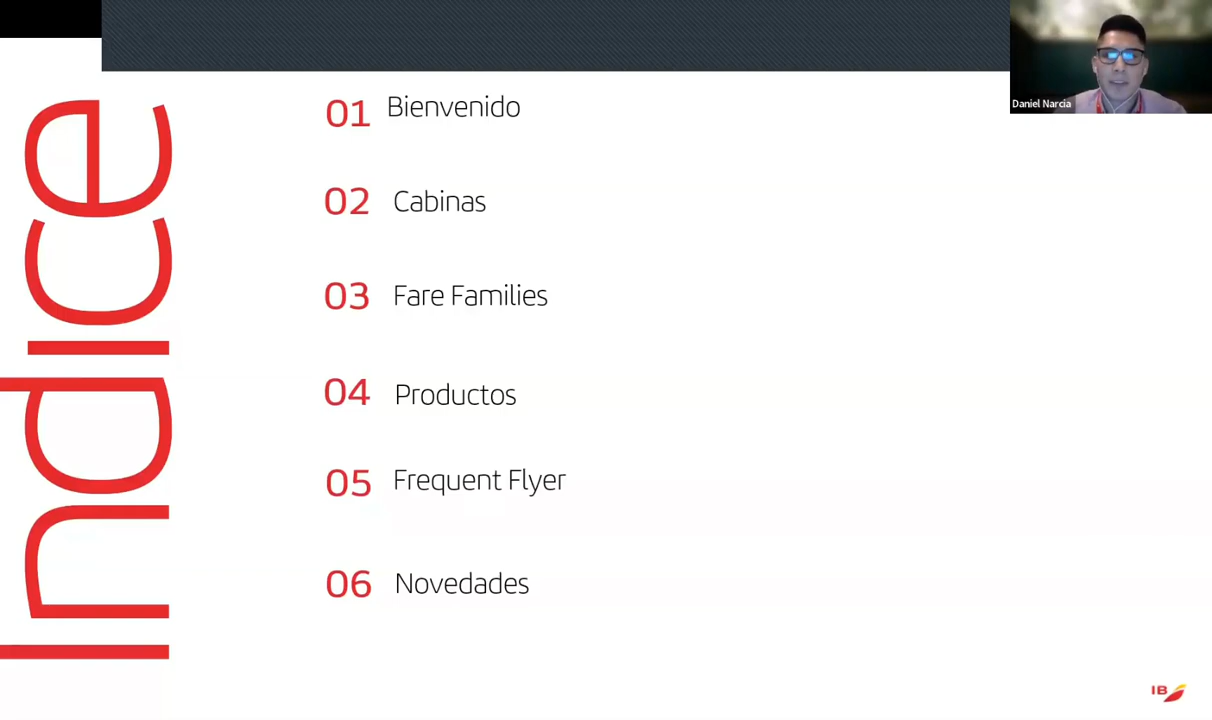 Indice
01 Bienvenido
02 Cabinas
03 Fare Families
04 Productos
05 Frequent Flyer
06 Novedades
Daniel Narcia
IB